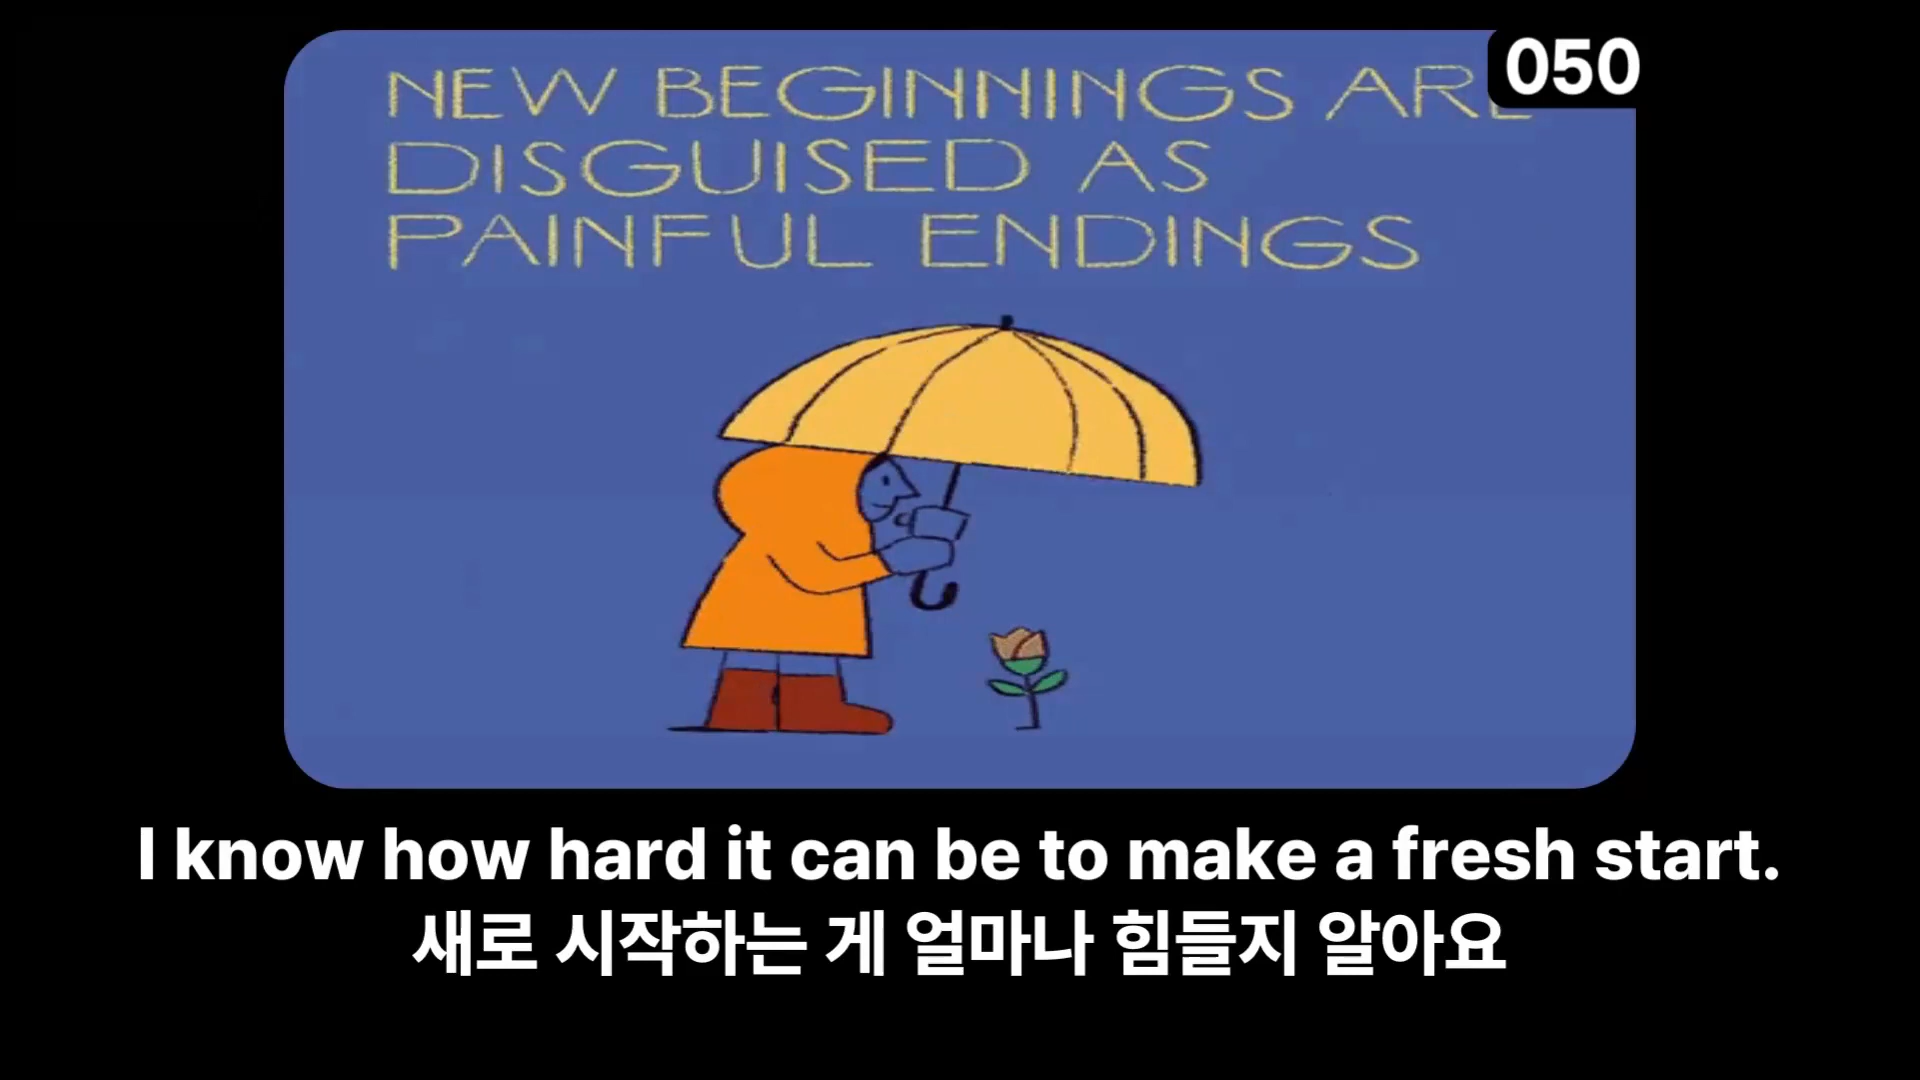 NEW BEGINNINGS ARE
050
DISGUISED AS
PAINFUL ENDINGS
I know how hard it can be to make a fresh start.
새로 시작하는 게 얼마나 힘들지 알아요